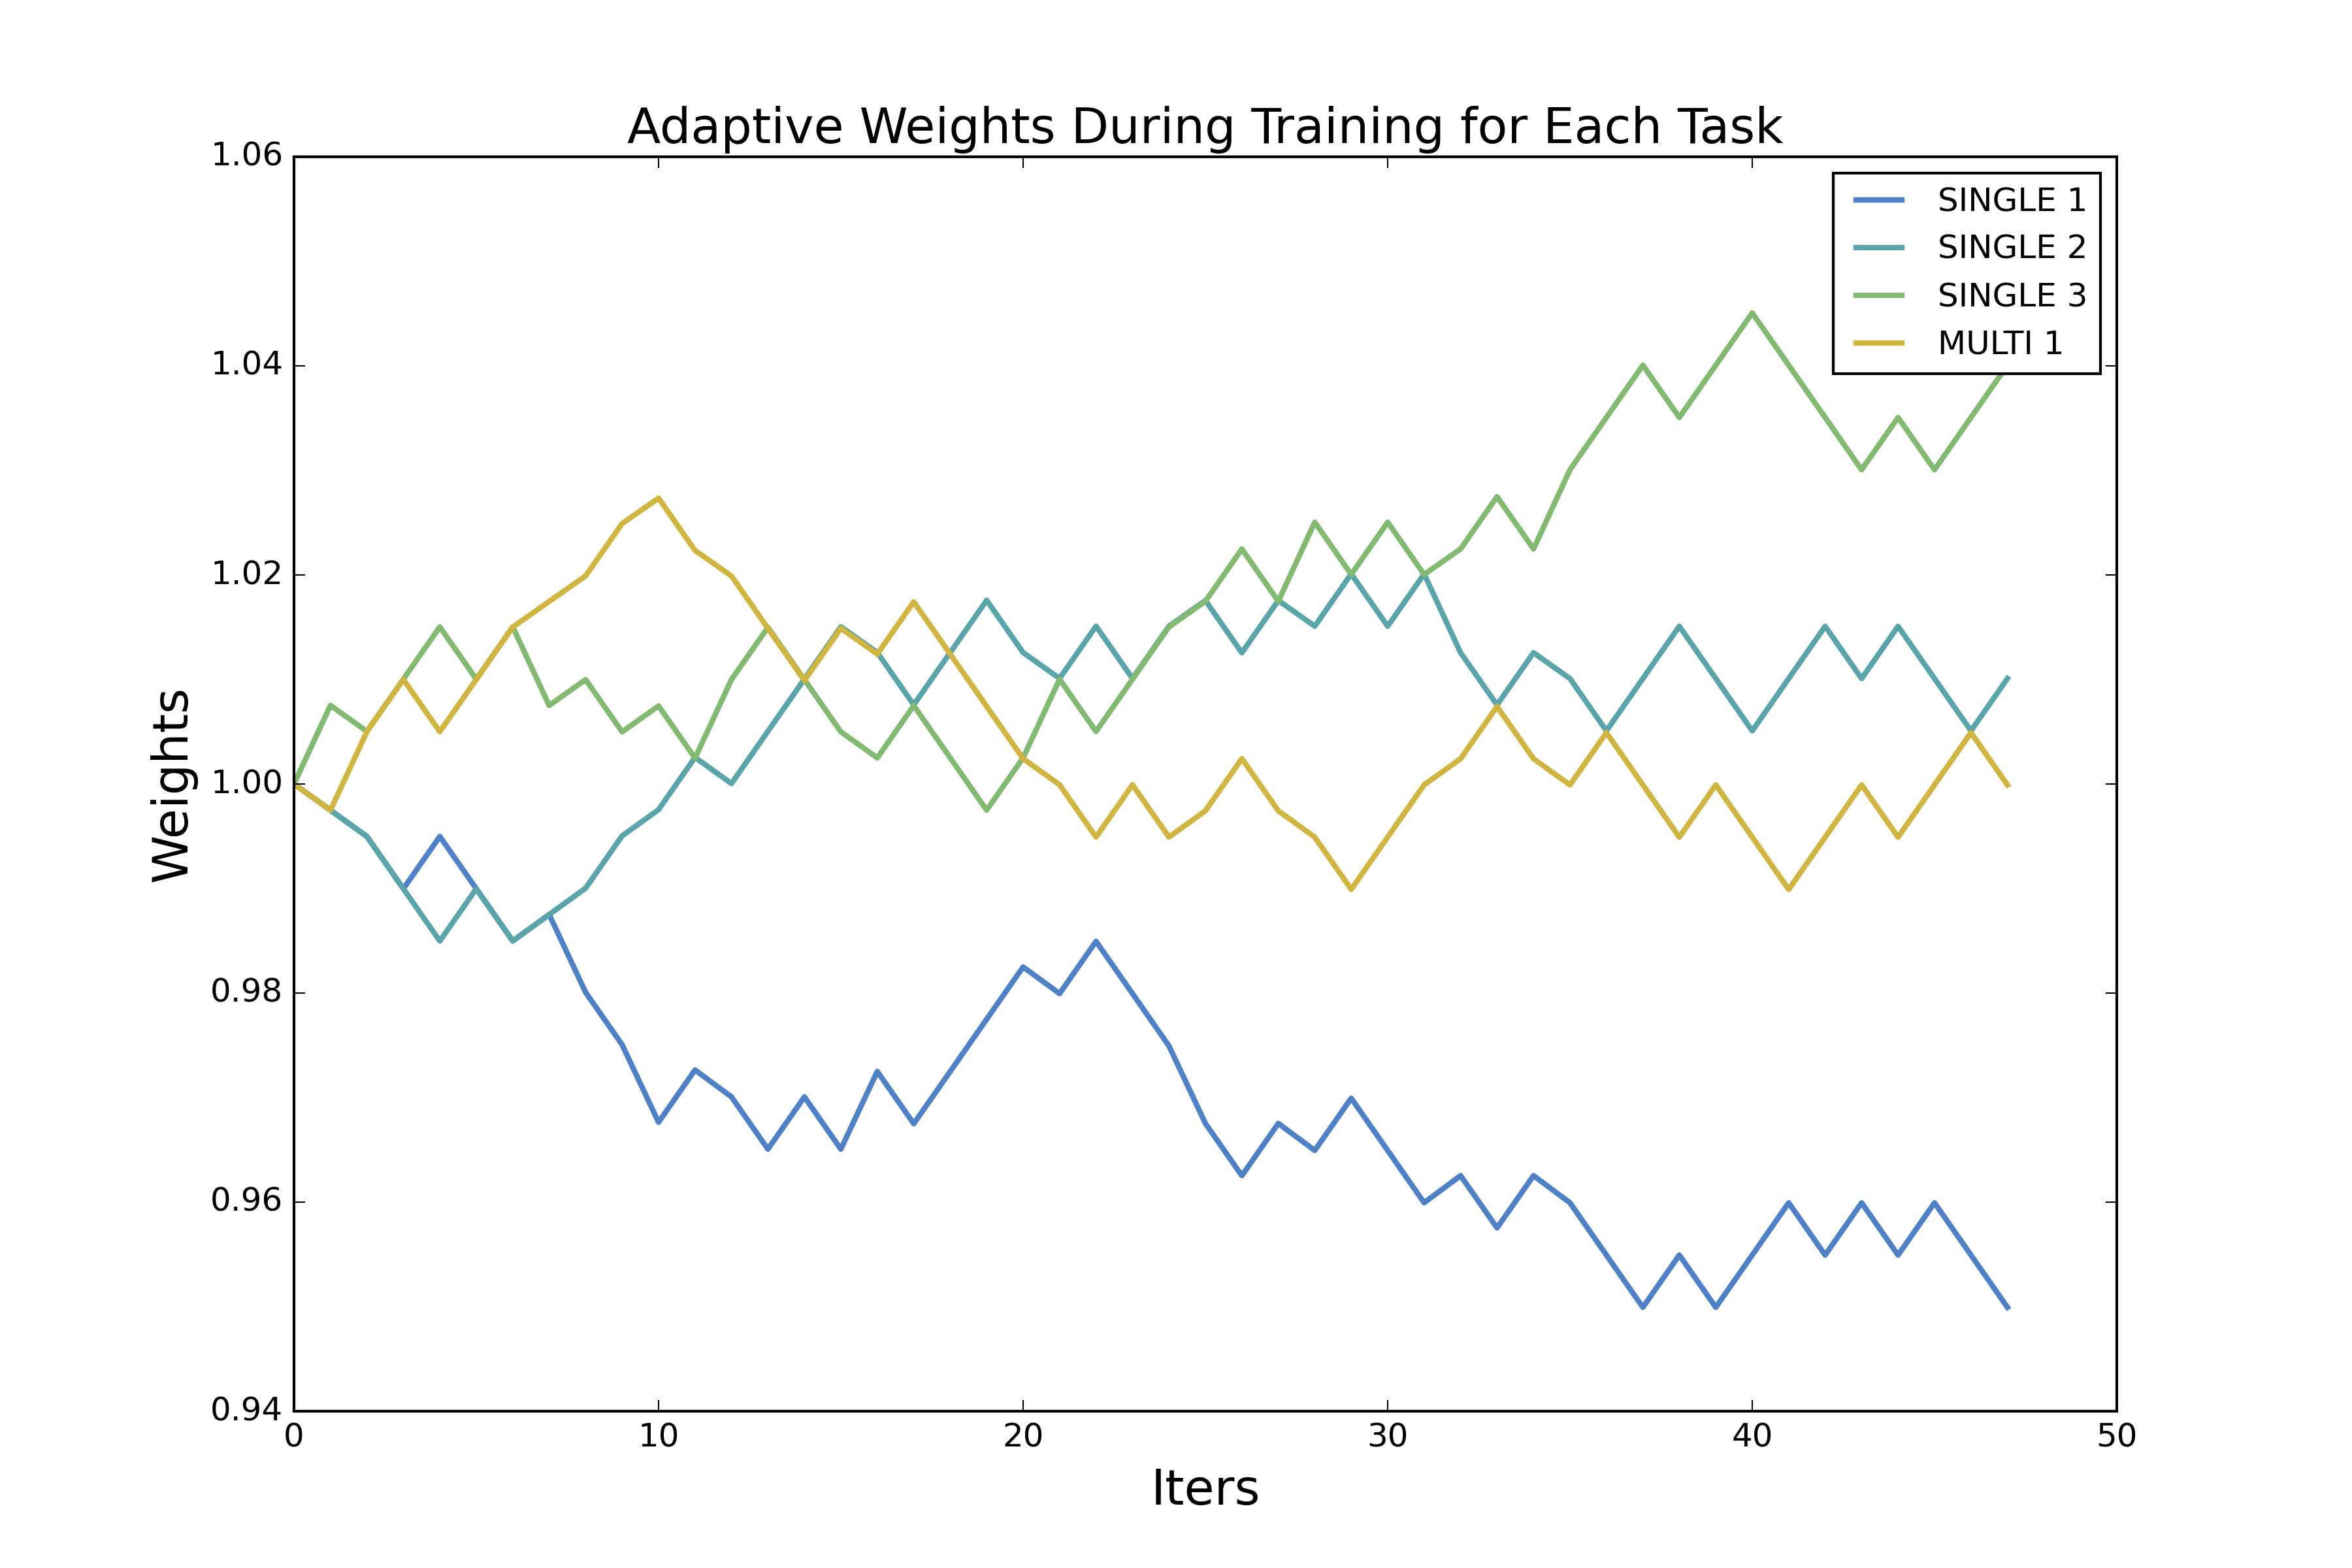 Adaptive Weights During Training for Each Task
1.06
1.04
1.02
1.00
0.98
0.96
0.94
Weights
0
10
20
30
40
50
Iters
SINGLE 1
SINGLE 2
SINGLE 3
MULTI 1